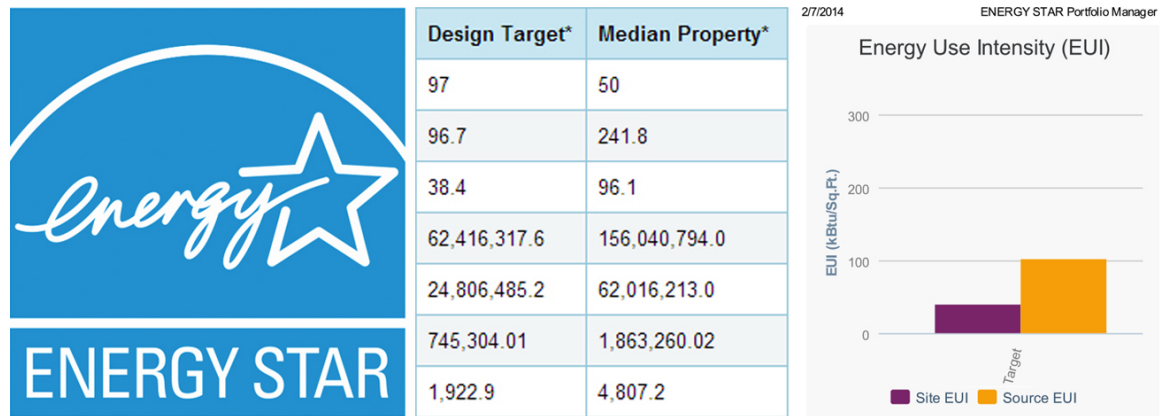 energy
ENERGY STAR
Design Target* Median Property*
97 50
96.7 241.8
38.4 96.1
62,416,317.6 156,040,794.0
24,806,485.2 62,016,213.0
745,304.01 1,863,260.02
1,922.9 4,807.2
2/7/2014 ENERGY STAR Portfolio Manager
Energy Use Intensity (EUI)
EUI (kBtu/Sq.Ft.)
300
200
100
0
Target
Site EUI Source EUI